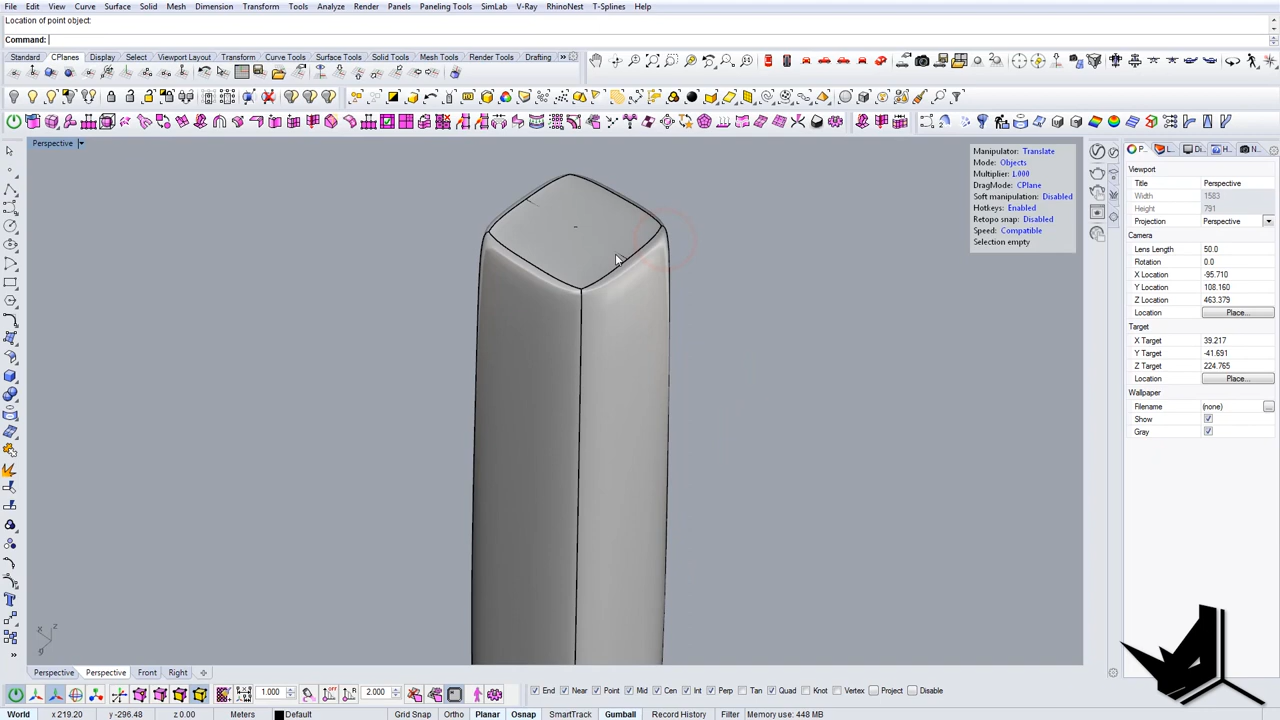 File Edit View Curve Surface Solid Mesh Dimension Transform Tools Analyze Render Panels Paneling Tools SimLab V-Ray RhinoNest T-Splines Help
Location of point object:
Command:
Standard CPlanes Display Select Viewport Layout Transform Curve Tools Surface Tools Solid Tools Mesh Tools Render Tools Drafting
Perspective
Manipulator: Translate
Mode: Objects
Multiplier: 1.000
DragMode: CPlane
Soft manipulation: Disabled
Hotkeys: Enabled
Retopo snap: Disabled
Speed: Compatible
Selection empty
P... L... Di... H... N...
Viewport
Title Perspective
Width 1583
Height 791
Projection Perspective
Camera
Lens Length 50.0
Rotation 0.0
X Location -95.710
Y Location 108.160
Z Location 463.379
Location Place...
Target
X Target 39.217
Y Target -41.691
Z Target 224.765
Location Place...
Wallpaper
Filename (none) ...
Show
Gray
z
x
y
Perspective Perspective Front Right
1.000 2.000 End Near Point Mid Cen Int Perp Tan Quad Knot Vertex Project Disable
World x 219.20 y -296.48 z 0.00 Meters Default Grid Snap Ortho Planar Osnap SmartTrack Gumball Record History Filter Memory use: 448 MB